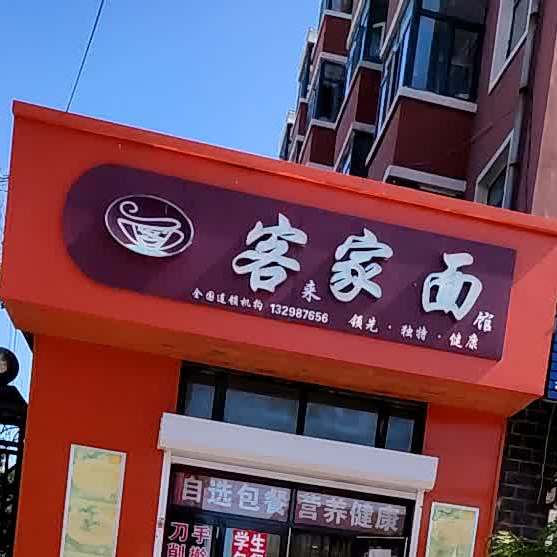 客来家面馆
全国连锁机构 132987656 领先·独特·健康
自选包餐 营养健康
刀削
手擀
学生